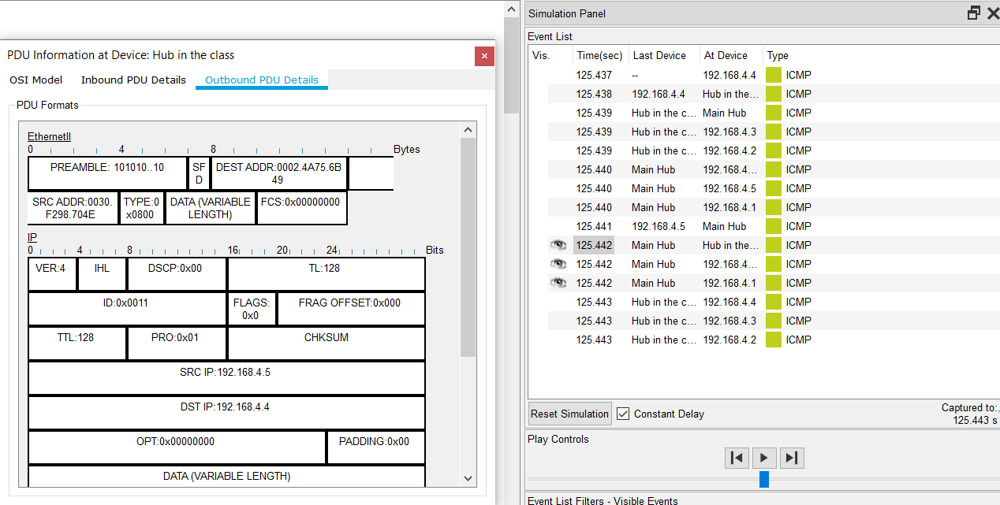 PDU Information at Device: Hub in the class
OSI Model Inbound PDU Details Outbound PDU Details
PDU Formats
EthernetII
0 4 8 Bytes
PREAMBLE: 101010..10 SF D DEST ADDR:0002.4A75.6B 49
SRC ADDR:0030. F298.704E TYPE:0 x0800 DATA (VARIABLE LENGTH) FCS:0x00000000
IP
0 4 8 16 20 24 Bits
VER:4 IHL DSCP:0x00 TL:128
ID:0x0011 FLAGS: 0x0 FRAG OFFSET:0x000
TTL:128 PRO:0x01 CHKSUM
SRC IP:192.168.4.5
DST IP:192.168.4.4
OPT:0x00000000 PADDING:0x00
DATA (VARIABLE LENGTH)
Simulation Panel
Event List
Vis. Time(sec) Last Device At Device Type
125.437 -- 192.168.4.4 ICMP
125.438 192.168.4.4 Hub in the... ICMP
125.439 Hub in the c... Main Hub ICMP
125.439 Hub in the c... 192.168.4.3 ICMP
125.439 Hub in the c... 192.168.4.2 ICMP
125.440 Main Hub 192.168.4... ICMP
125.440 Main Hub 192.168.4.5 ICMP
125.440 Main Hub 192.168.4.1 ICMP
125.441 192.168.4.5 Main Hub ICMP
125.442 Main Hub Hub in the... ICMP
125.442 Main Hub 192.168.4... ICMP
125.442 Main Hub 192.168.4.1 ICMP
125.443 Hub in the c... 192.168.4.4 ICMP
125.443 Hub in the c... 192.168.4.3 ICMP
125.443 Hub in the c... 192.168.4.2 ICMP
Reset Simulation Constant Delay
Captured to:
125.443 s
Play Controls
Event List Filters - Visible Events